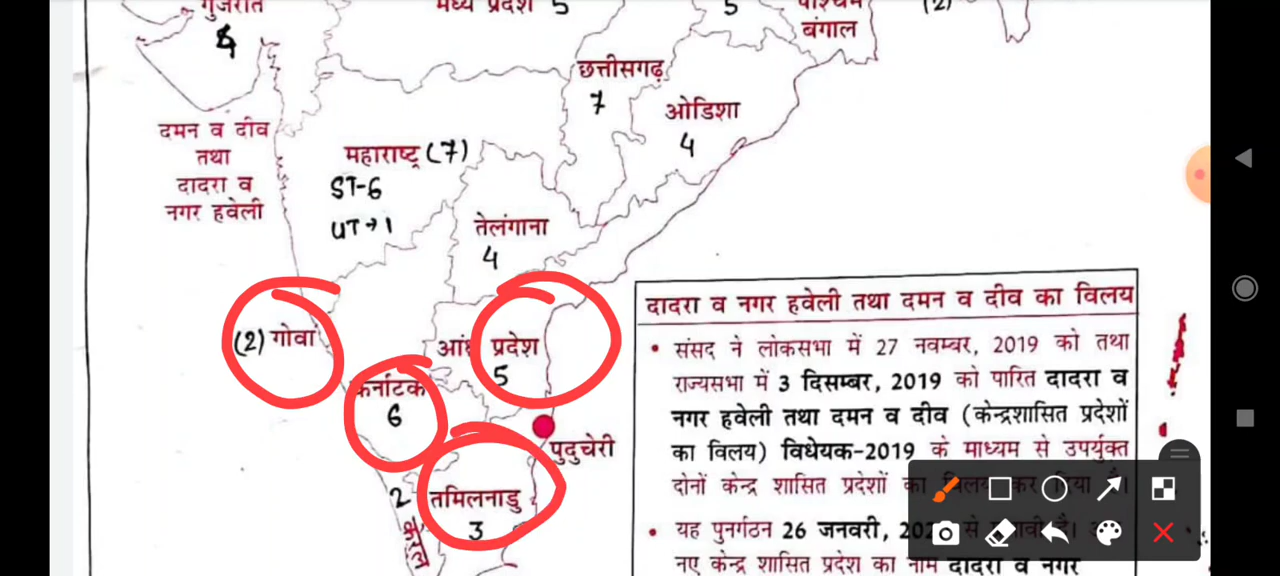 गुजरात
मध्य प्रदेश 5
5
पश्चिम
बंगाल
(2)
छत्तीसगढ़
7
ओडिशा
4
दमन व दीव
तथा
दादरा व
नगर हवेली
महाराष्ट्र (7)
ST-6
UT→1
तेलंगाना
4
(2) गोवा
आंध्र प्रदेश
5
कर्नाटक
6
पुदुचेरी
2
केरल
तमिलनाडु
3
दादरा व नगर हवेली तथा दमन व दीव का विलय
• संसद ने लोकसभा में 27 नवम्बर, 2019 को तथा
राज्यसभा में 3 दिसम्बर, 2019 को पारित दादरा व
नगर हवेली तथा दमन व दीव (केन्द्रशासित प्रदेशों
का विलय) विधेयक-2019 के माध्यम से उपर्युक्त
दोनों केन्द्र शासित प्रदेशों का विलय कर दिया है।
• यह पुनर्गठन 26 जनवरी,
नए केन्द्र शासित प्रदेश का नाम दादरा व नगर